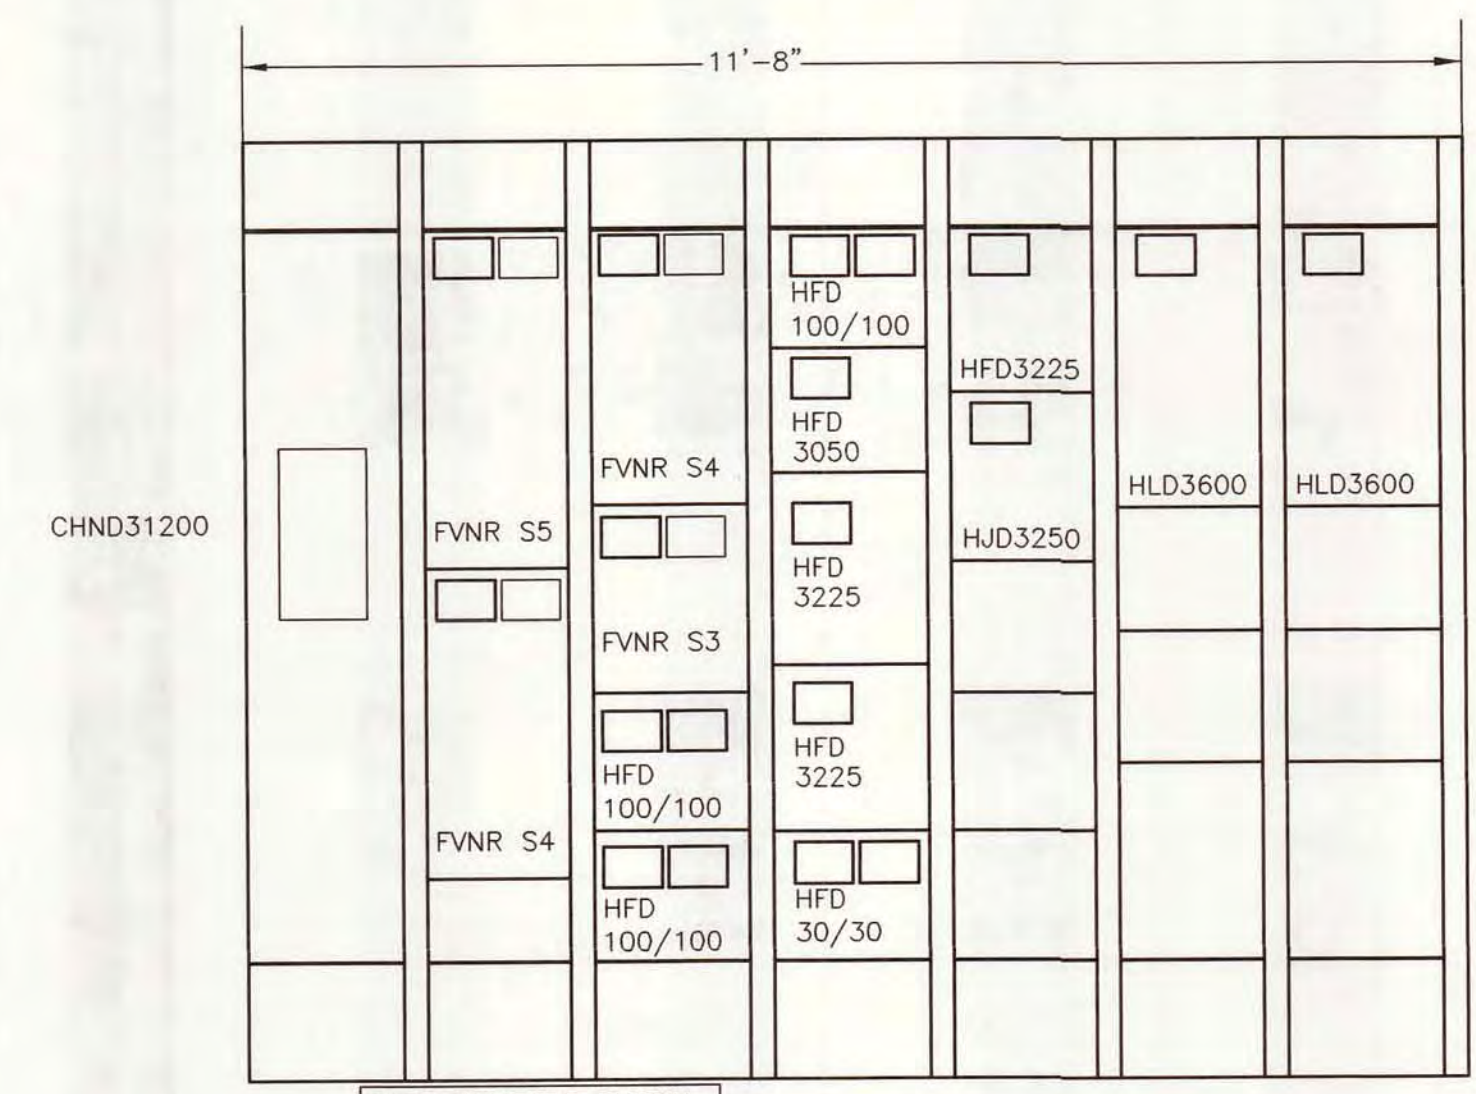 11'-8"
CHND31200
FVNR S5
FVNR S4
FVNR S4
FVNR S3
HFD
100/100
HFD
100/100
HFD
100/100
HFD
3050
HFD
3225
HFD
3225
HFD
30/30
HFD3225
HJD3250
HLD3600
HLD3600